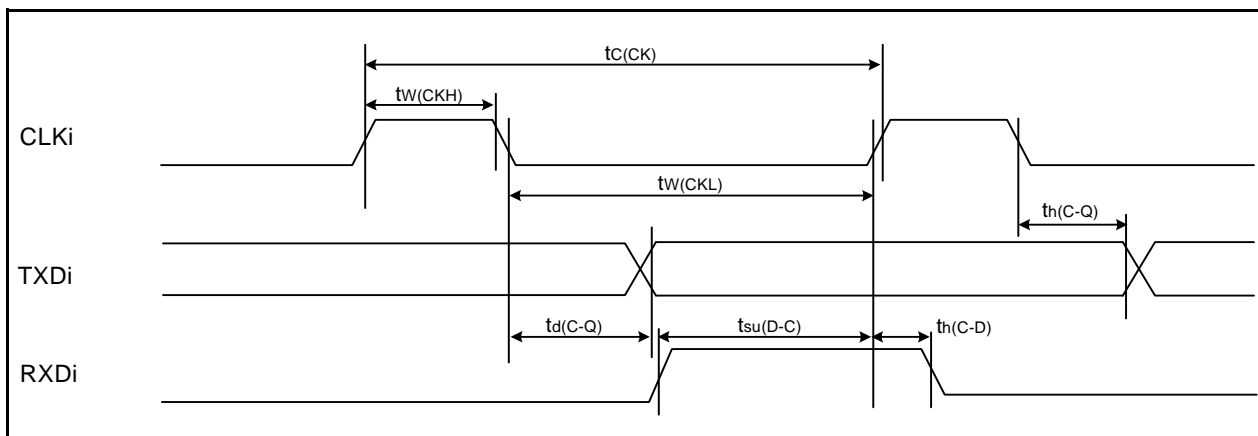 tC(CK)
tW(CKH)
CLKi
tW(CKL)
th(C-Q)
TXDi
td(C-Q)
tsu(D-C)
th(C-D)
RXDi